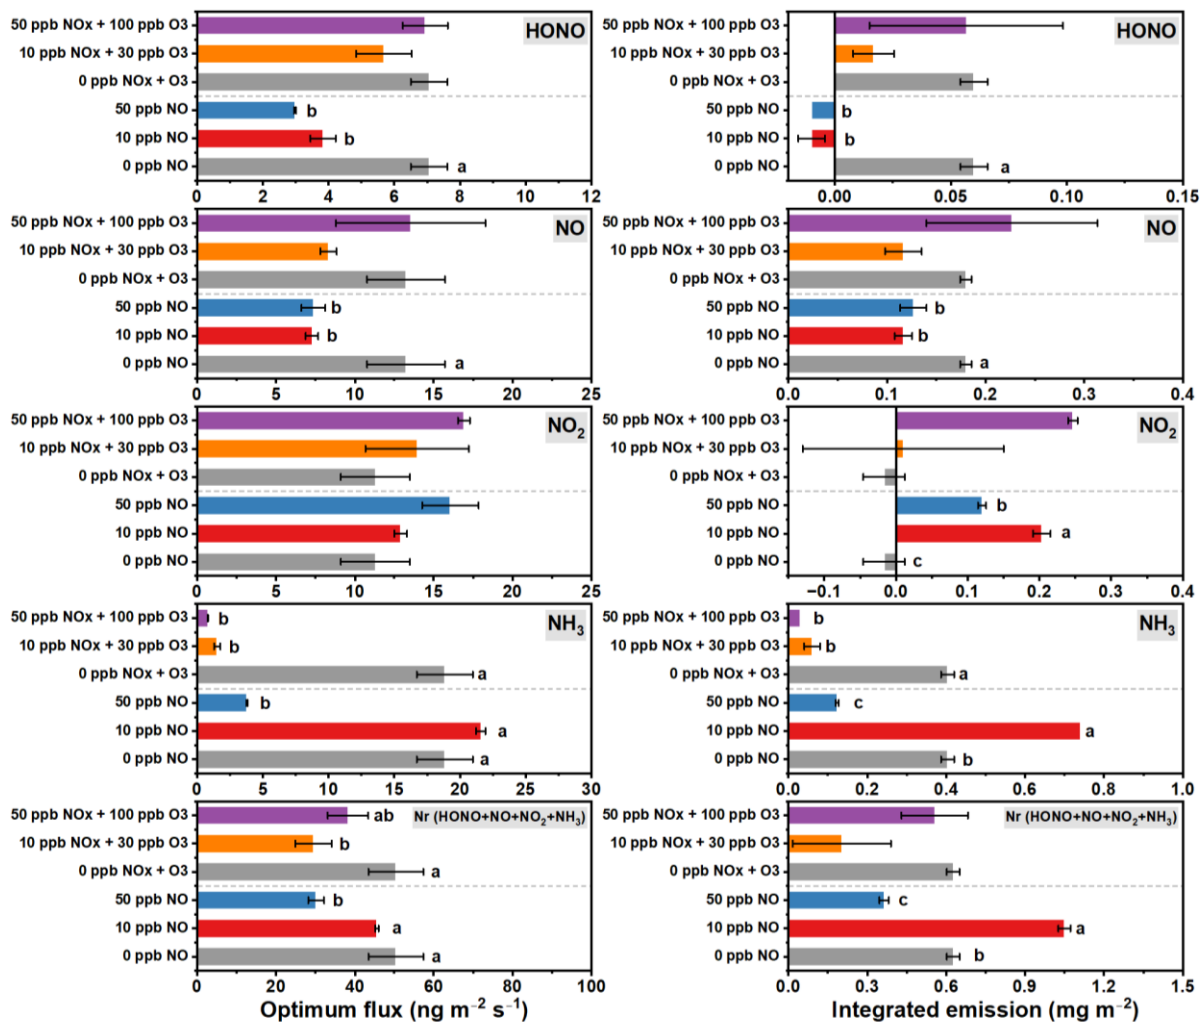 50 ppb NOx + 100 ppb O3
10 ppb NOx + 30 ppb O3
0 ppb NOx + O3
50 ppb NO
b
10 ppb NO
b
0 ppb NO
a
HONO
0 2 4 6 8 10 12
50 ppb NOx + 100 ppb O3
10 ppb NOx + 30 ppb O3
0 ppb NOx + O3
50 ppb NO
b
10 ppb NO
b
0 ppb NO
a
HONO
0.00 0.05 0.10 0.15
50 ppb NOx + 100 ppb O3
10 ppb NOx + 30 ppb O3
0 ppb NOx + O3
50 ppb NO
b
10 ppb NO
b
0 ppb NO
a
NO
0 5 10 15 20 25
50 ppb NOx + 100 ppb O3
10 ppb NOx + 30 ppb O3
0 ppb NOx + O3
50 ppb NO
b
10 ppb NO
b
0 ppb NO
a
NO
0.0 0.1 0.2 0.3 0.4
50 ppb NOx + 100 ppb O3
10 ppb NOx + 30 ppb O3
0 ppb NOx + O3
50 ppb NO
10 ppb NO
0 ppb NO
NO₂
0 5 10 15 20 25
50 ppb NOx + 100 ppb O3
10 ppb NOx + 30 ppb O3
0 ppb NOx + O3
50 ppb NO
b
10 ppb NO
a
0 ppb NO
c
NO₂
−0.1 0.0 0.1 0.2 0.3 0.4
50 ppb NOx + 100 ppb O3
b
10 ppb NOx + 30 ppb O3
b
0 ppb NOx + O3
a
50 ppb NO
b
10 ppb NO
a
0 ppb NO
a
NH₃
0 5 10 15 20 25 30
50 ppb NOx + 100 ppb O3
b
10 ppb NOx + 30 ppb O3
b
0 ppb NOx + O3
a
50 ppb NO
c
10 ppb NO
a
0 ppb NO
b
NH₃
0.0 0.2 0.4 0.6 0.8 1.0
50 ppb NOx + 100 ppb O3
ab
10 ppb NOx + 30 ppb O3
b
0 ppb NOx + O3
a
50 ppb NO
b
10 ppb NO
a
0 ppb NO
a
Nr (HONO+NO+NO₂+NH₃)
0 20 40 60 80 100
Optimum flux (ng m⁻² s⁻¹)
50 ppb NOx + 100 ppb O3
10 ppb NOx + 30 ppb O3
0 ppb NOx + O3
50 ppb NO
c
10 ppb NO
a
0 ppb NO
b
Nr (HONO+NO+NO₂+NH₃)
0.0 0.3 0.6 0.9 1.2 1.5
Integrated emission (mg m⁻²)